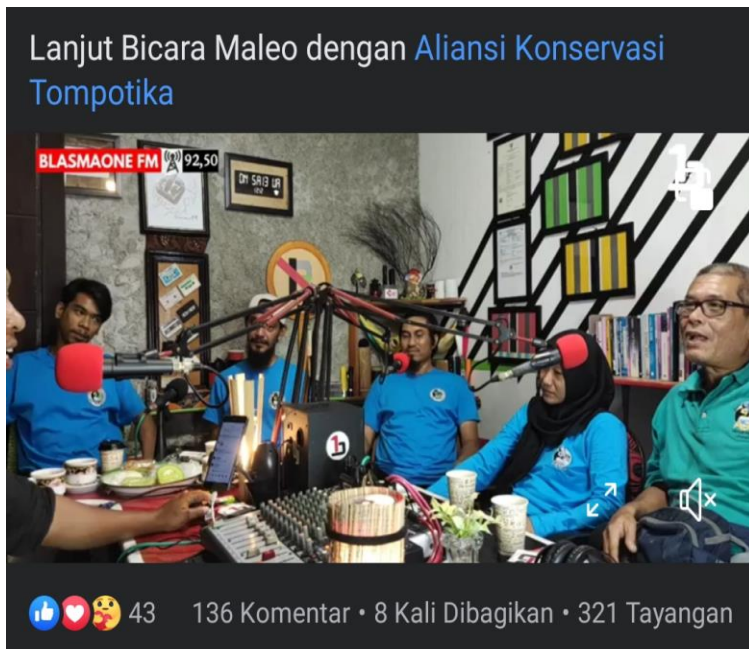 Lanjut Bicara Maleo dengan Aliansi Konservasi
Tompotika
BLASMAONE FM 92,50
43 136 Komentar • 8 Kali Dibagikan • 321 Tayangan